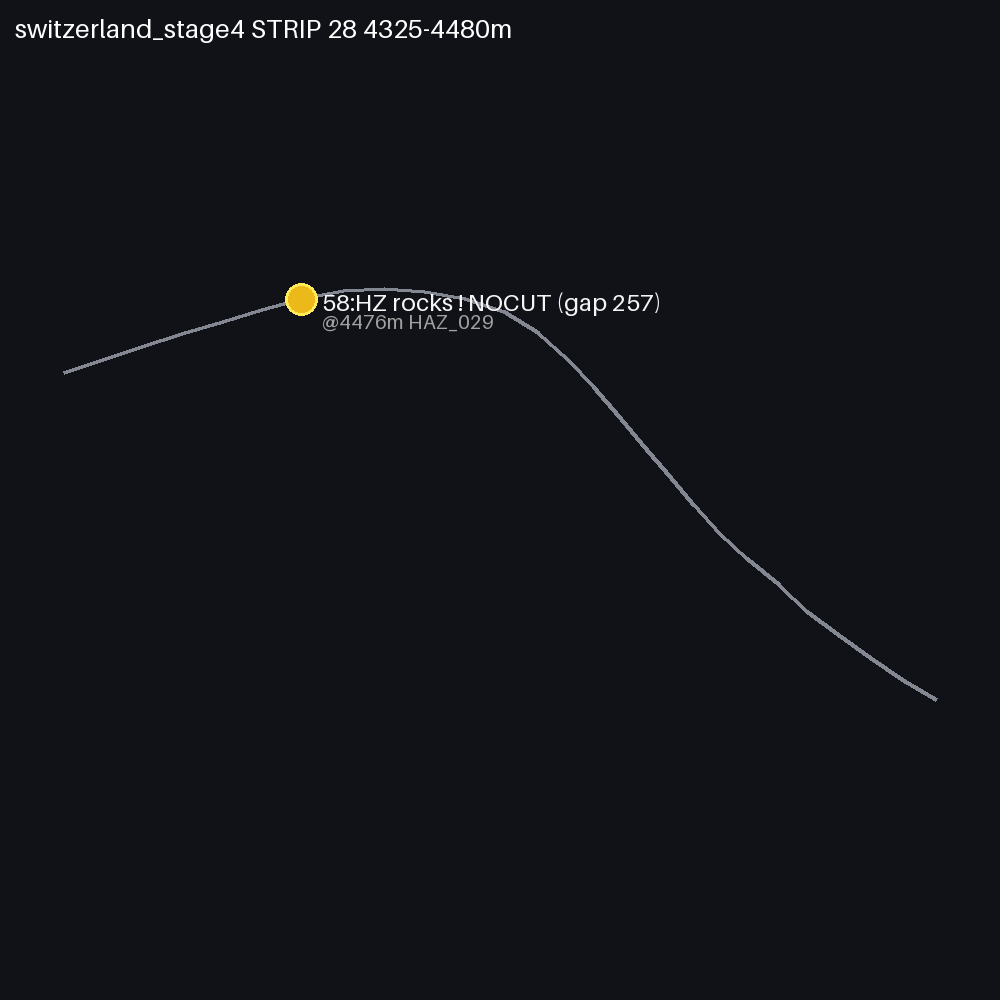 switzerland_stage4 STRIP 28 4325-4480m
58:HZ rocks ! NOCUT (gap 257)
@4476m HAZ_029